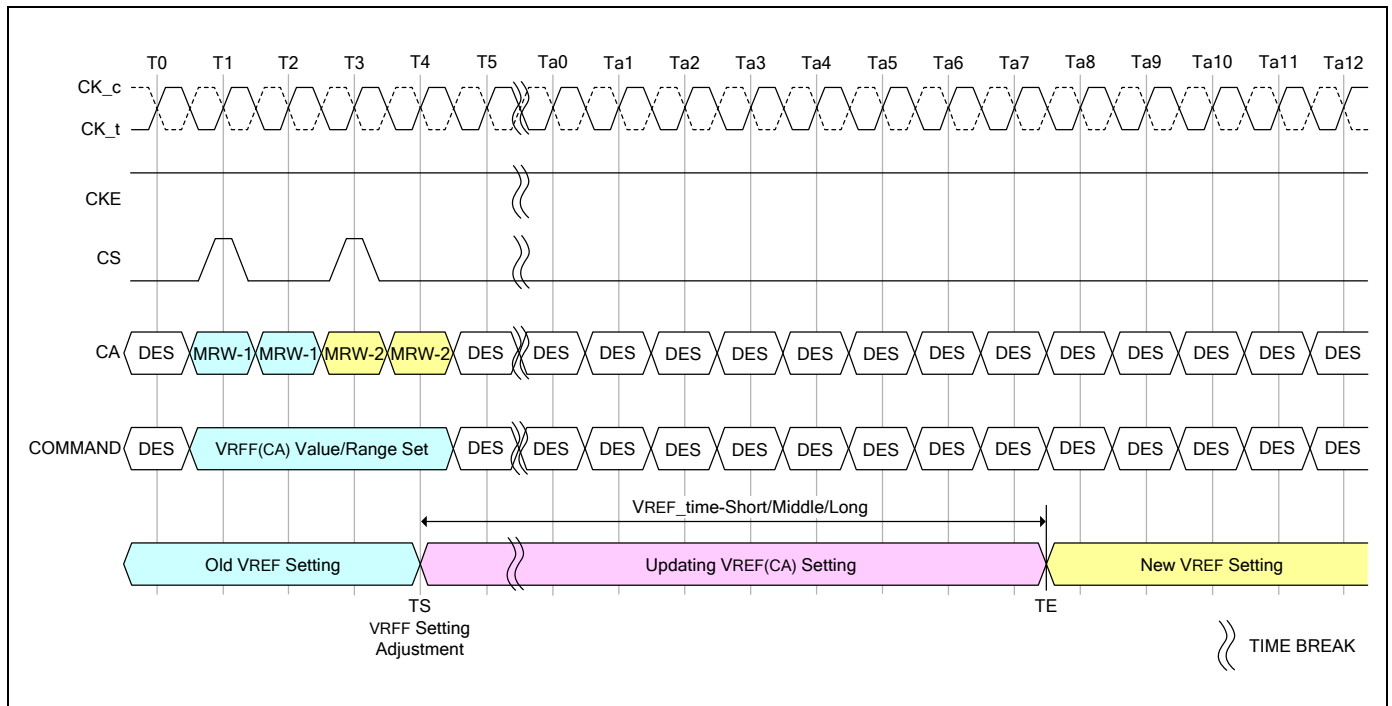 T0 T1 T2 T3 T4 T5 Ta0 Ta1 Ta2 Ta3 Ta4 Ta5 Ta6 Ta7 Ta8 Ta9 Ta10 Ta11 Ta12
CK_c
CK_t
CKE
CS
CA DES MRW-1 MRW-1 MRW-2 MRW-2 DES DES DES DES DES DES DES DES DES DES DES DES DES DES
COMMAND DES VRFF(CA) Value/Range Set DES DES DES DES DES DES DES DES DES DES DES DES DES DES
VREF_time-Short/Middle/Long
Old VREF Setting Updating VREF(CA) Setting New VREF Setting
TS TE
VRFF Setting
Adjustment
TIME BREAK